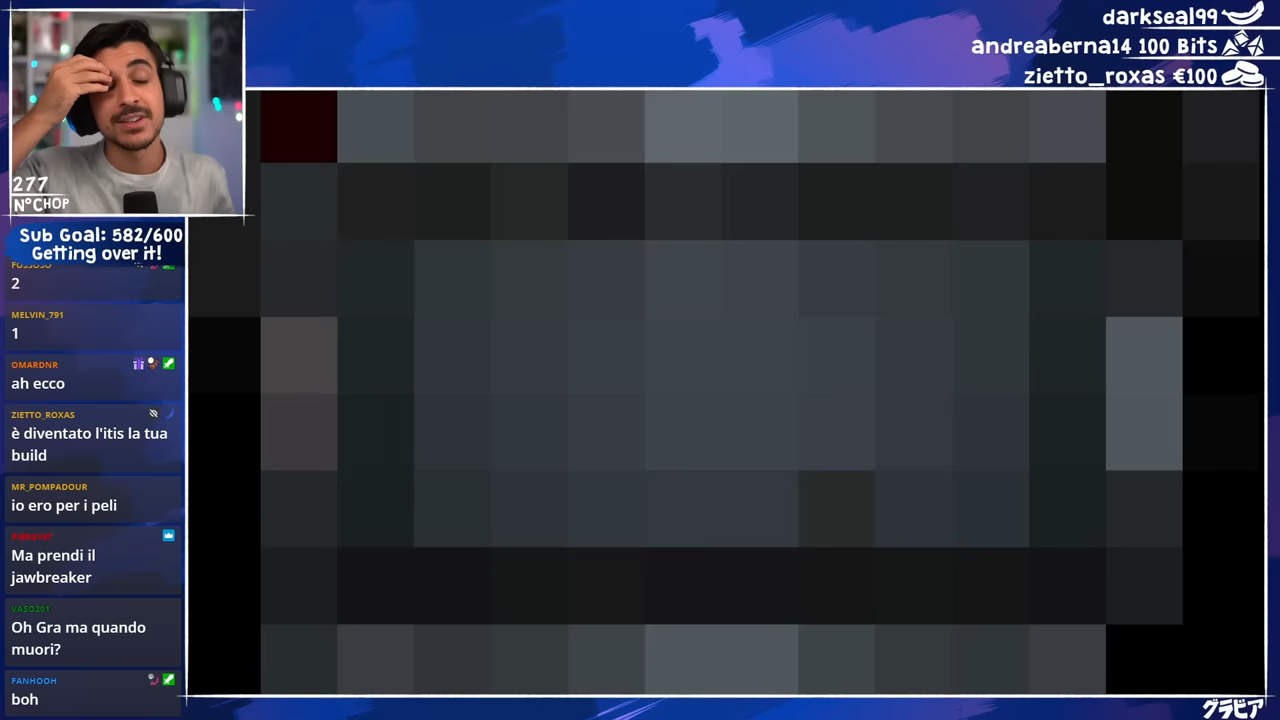 darkseal99
andreaberna14 100 Bits
zietto_roxas €100
277
N°CHOP
Sub Goal: 582/600
Getting over it!
2
MELVIN_791
1
OMARDNR
ah ecco
ZIETTO_ROXAS
è diventato l'itis la tua
build
MR_POMPADOUR
io ero per i peli
Ma prendi il
jawbreaker
VASO201
Oh Gra ma quando
muori?
FANHOOH
boh
グラビア